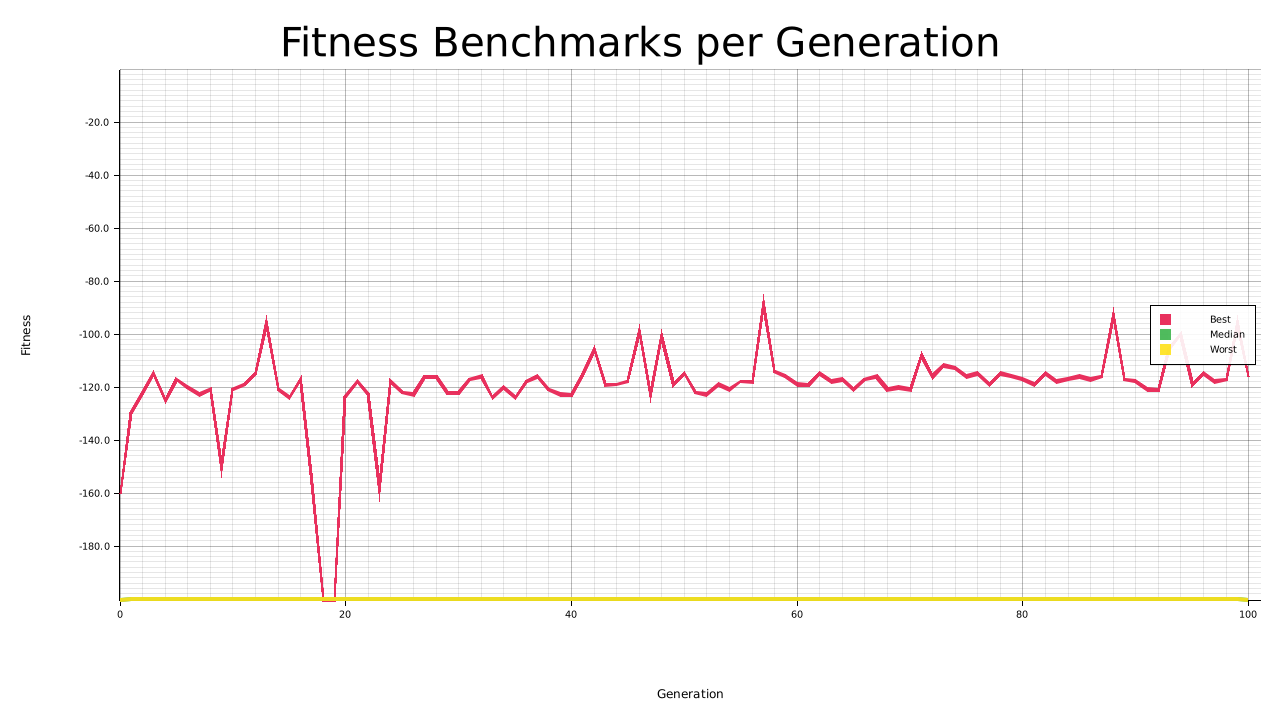 Fitness Benchmarks per Generation
-20.0
-40.0
-60.0
-80.0
-100.0
-120.0
-140.0
-160.0
-180.0
Fitness
Best
Median
Worst
0 20 40 60 80 100
Generation